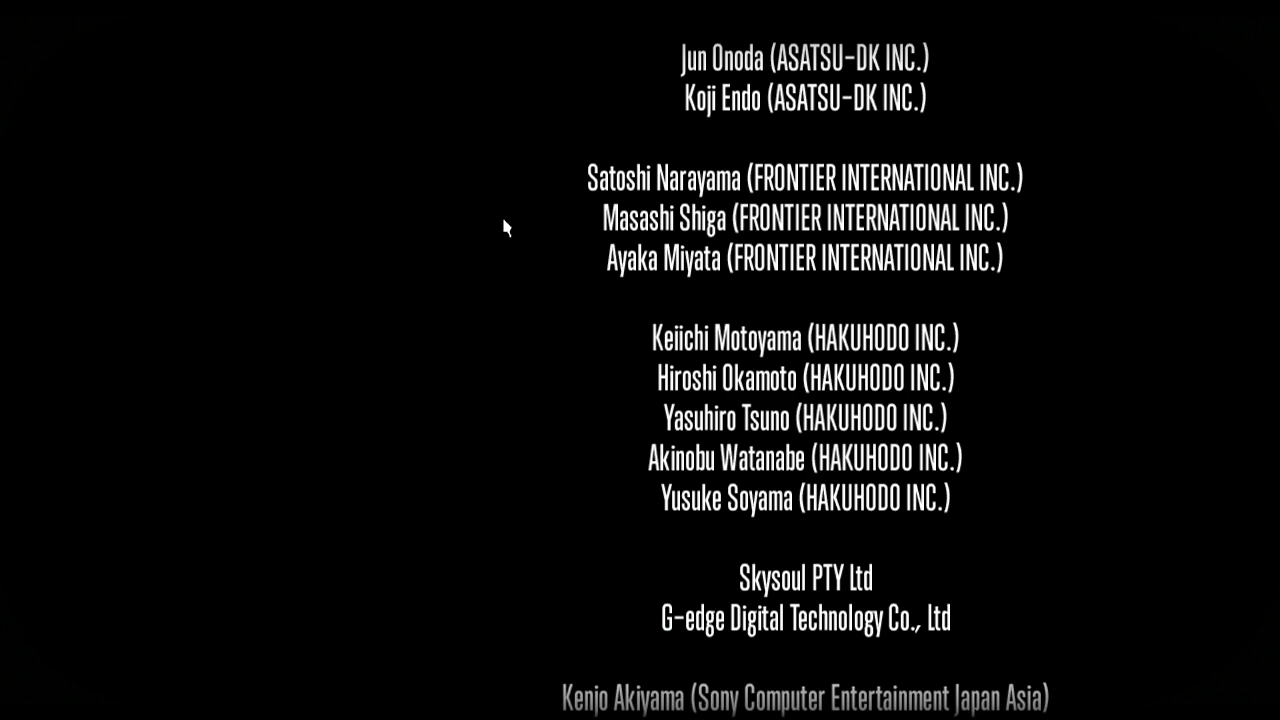 Jun Onoda (ASATSU-DK INC.)
Koji Endo (ASATSU-DK INC.)
Satoshi Narayama (FRONTIER INTERNATIONAL INC.)
Masashi Shiga (FRONTIER INTERNATIONAL INC.)
Ayaka Miyata (FRONTIER INTERNATIONAL INC.)
Keiichi Motoyama (HAKUHODO INC.)
Hiroshi Okamoto (HAKUHODO INC.)
Yasuhiro Tsuno (HAKUHODO INC.)
Akinobu Watanabe (HAKUHODO INC.)
Yusuke Soyama (HAKUHODO INC.)
Skysoul PTY Ltd
G-edge Digital Technology Co., Ltd
Kenjo Akiyama (Sony Computer Entertainment Japan Asia)